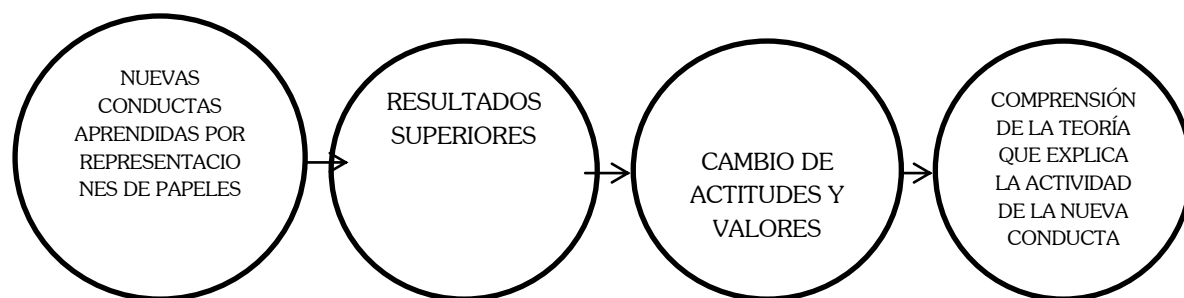 NUEVAS
CONDUCTAS
APRENDIDAS POR
REPRESENTACIO
NES DE PAPELES
RESULTADOS
SUPERIORES
CAMBIO DE
ACTITUDES Y
VALORES
COMPRENSIÓN
DE LA TEORÍA
QUE EXPLICA
LA ACTIVIDAD
DE LA NUEVA
CONDUCTA